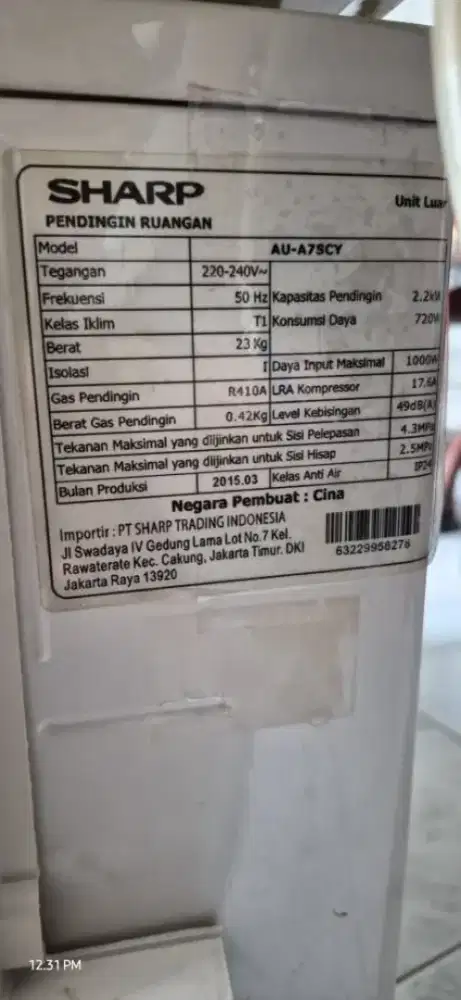 SHARP
Unit Luar
PENDINGIN RUANGAN
Model AU-A7SCY
Tegangan 220-240V~
Frekuensi 50 Hz Kapasitas Pendingin 2.2kW
Kelas Iklim T1 Konsumsi Daya 720W
Berat 23 Kg
Isolasi I Daya Input Maksimal 1000W
Gas Pendingin R410A LRA Kompressor 17.6A
Berat Gas Pendingin 0.42Kg Level Kebisingan 49dB(A)
Tekanan Maksimal yang diijinkan untuk Sisi Pelepasan 4.3MPa
Tekanan Maksimal yang diijinkan untuk Sisi Hisap 2.5MPa
Bulan Produksi 2015.03 Kelas Anti Air IP24
Negara Pembuat : Cina
Importir : PT SHARP TRADING INDONESIA
Jl Swadaya IV Gedung Lama Lot No.7 Kel.
Rawaterate Kec. Cakung, Jakarta Timur. DKI
Jakarta Raya 13920
63229958278
12.31 PM